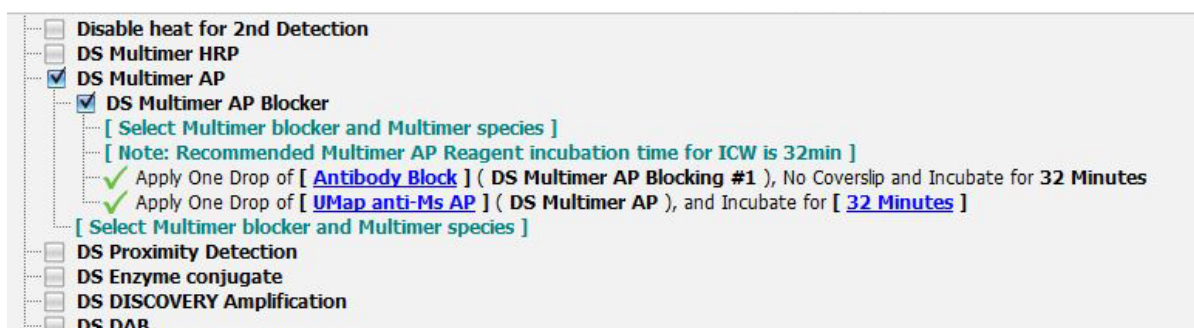 Disable heat for 2nd Detection
DS Multimer HRP
DS Multimer AP
DS Multimer AP Blocker
[ Select Multimer blocker and Multimer species ]
[ Note: Recommended Multimer AP Reagent incubation time for ICW is 32min ]
Apply One Drop of [ Antibody Block ] ( DS Multimer AP Blocking #1 ), No Coverslip and Incubate for 32 Minutes
Apply One Drop of [ UMap anti-Ms AP ] ( DS Multimer AP ), and Incubate for [ 32 Minutes ]
[ Select Multimer blocker and Multimer species ]
DS Proximity Detection
DS Enzyme conjugate
DS DISCOVERY Amplification
DS DAB